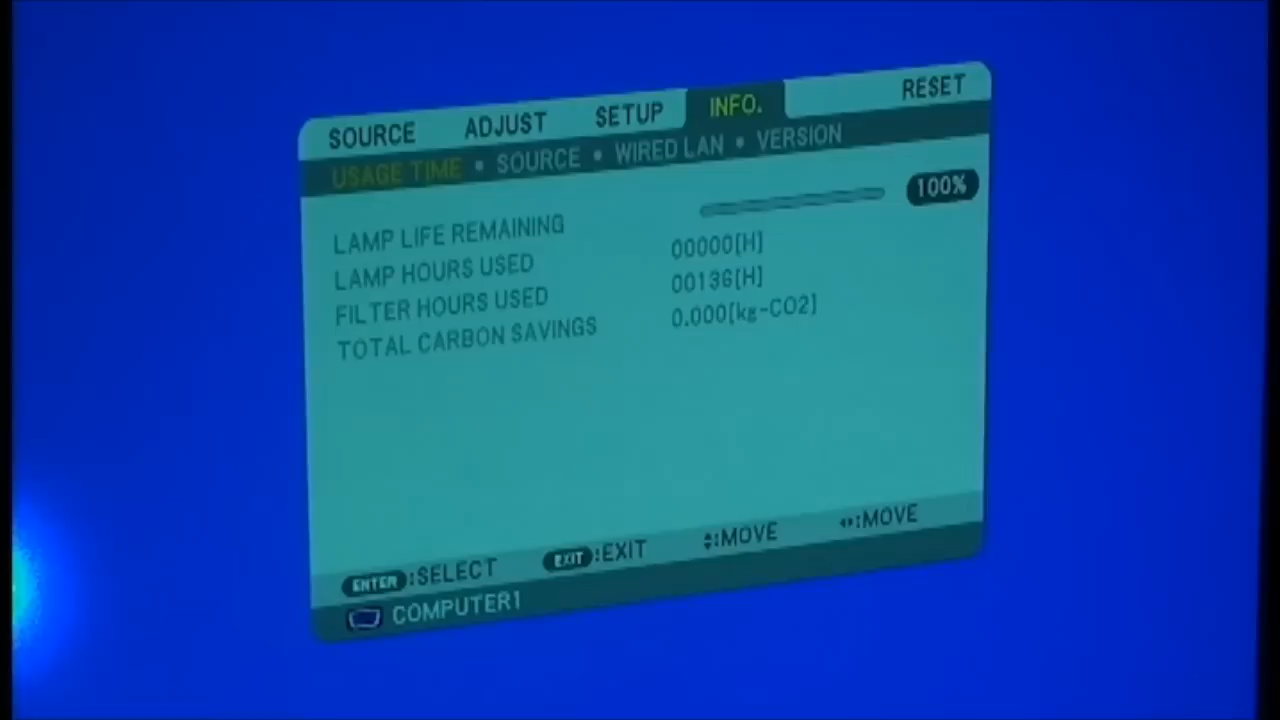 SOURCE ADJUST SETUP INFO. RESET
USAGE TIME • SOURCE • WIRED LAN • VERSION
LAMP LIFE REMAINING 100%
LAMP HOURS USED 00000[H]
FILTER HOURS USED 00136[H]
TOTAL CARBON SAVINGS 0.000[kg-CO2]
ENTER :SELECT EXIT :EXIT :MOVE :MOVE
COMPUTER1